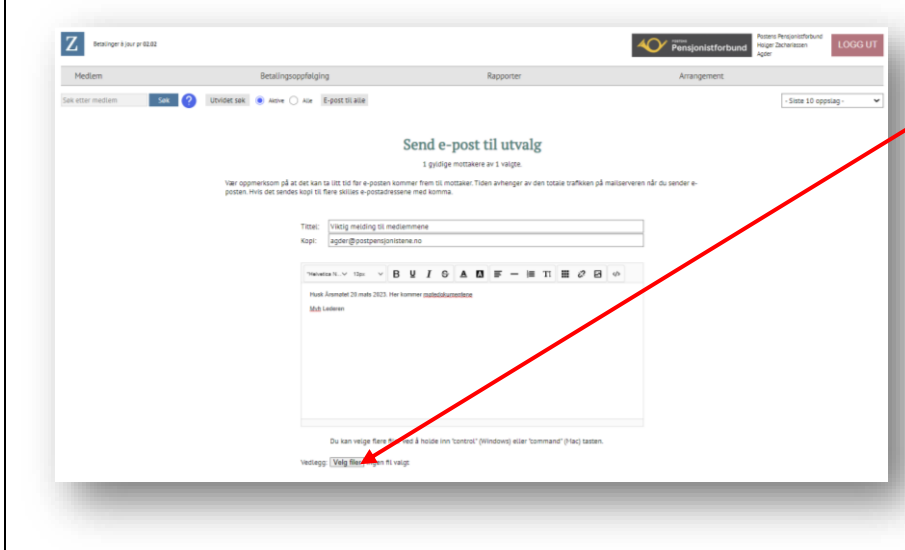 Z Betalinger à jour pr 02.02
Postens Pensjonistforbund
Postens Pensjonistforbund
Holger Zachariassen
Agder
LOGG UT
Medlem Betalingsoppfølging Rapporter Arrangement
Søk etter medlem Søk ? Utvidet søk Aktive Alle E-post til alle - Siste 10 oppslag -
Send e-post til utvalg
1 gyldige mottakere av 1 valgte.
Vær oppmerksom på at det kan ta litt tid før e-posten kommer frem til mottaker. Tiden avhenger av den totale trafikken på mailserveren når du sender e-
posten. Hvis det sendes kopi til flere skilles e-postadressene med komma.
Tittel: Viktig melding til medlemmene
Kopi: agder@postpensjonistene.no
"Helvetica N... 13px B U I S A A TI </>
Husk Årsmøtet 20 mats 2023. Her kommer møtedokumentene
Mvh Lederen
Du kan velge flere filer ved å holde inn "control" (Windows) eller "command" (Mac) tasten.
Vedlegg: Velg filer Ingen fil valgt